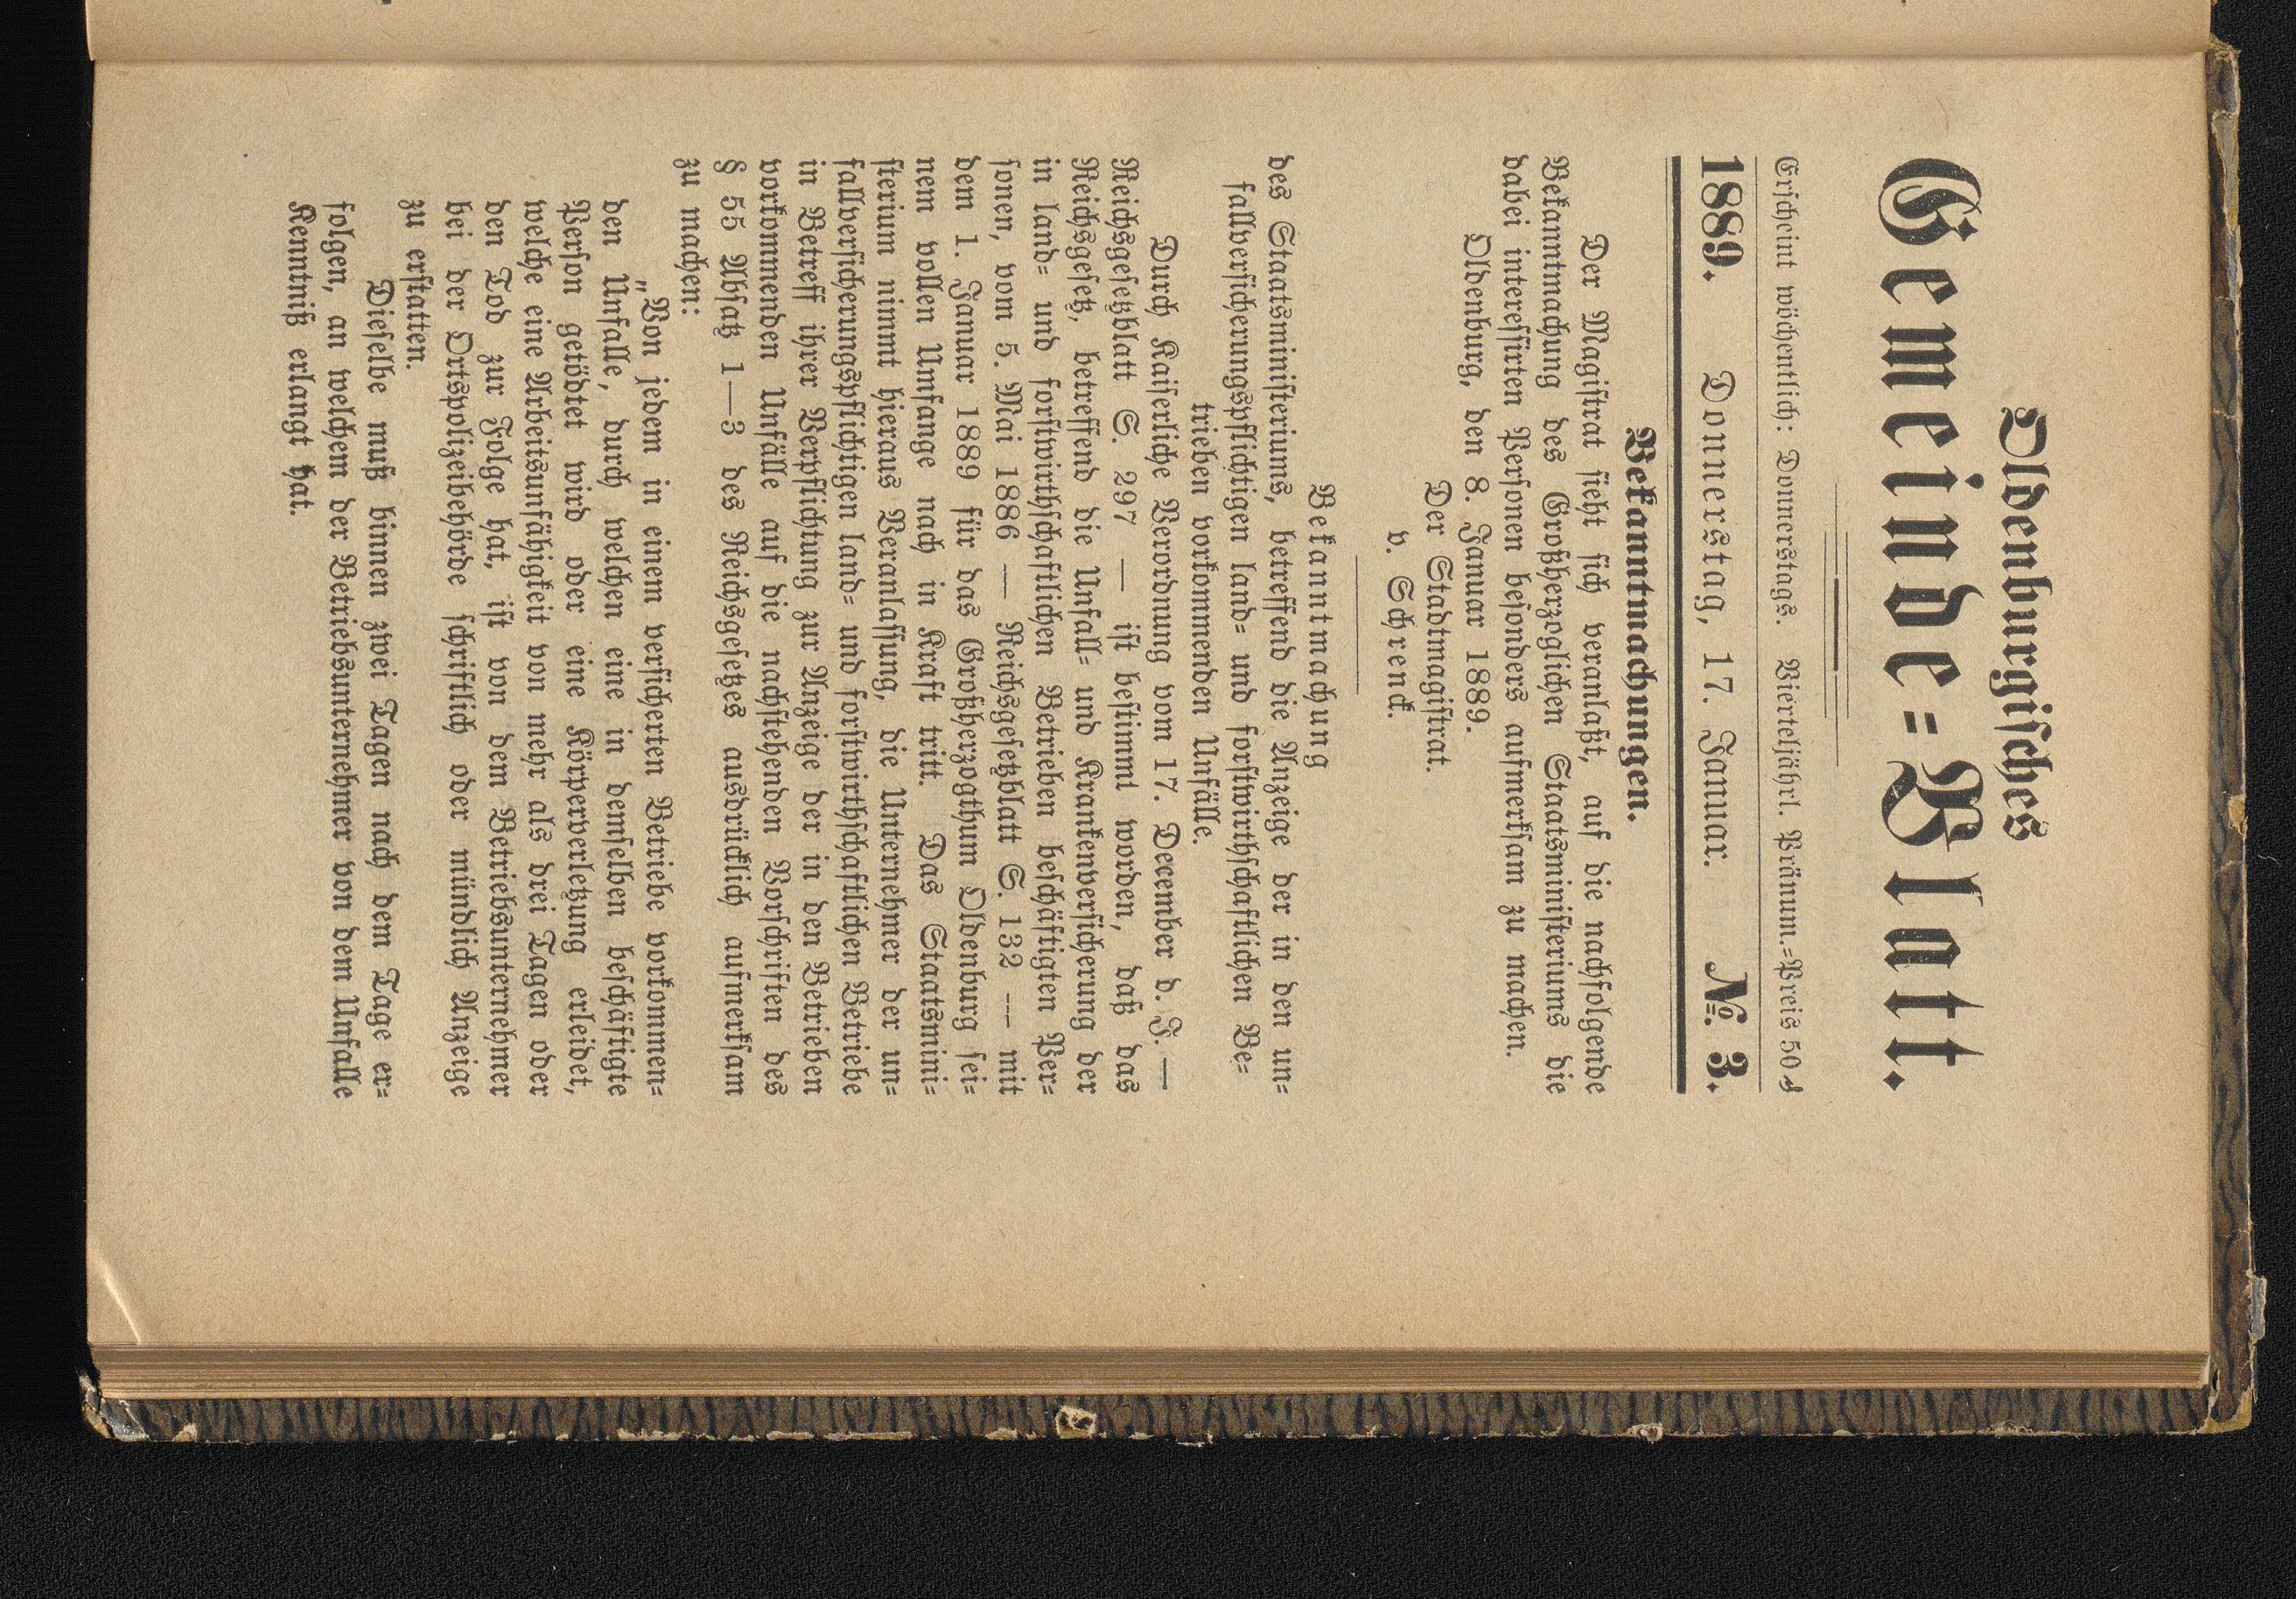 Oldenburgisches
Gemeinde=Blatt.
Erscheint wöchentlich: Donnerstags. Vierteljährl. Pränum.=Preis 50 ₰
1889. Donnerstag, 17. Januar. № 3.
Bekanntmachungen.
Der Magistrat sieht sich veranlaßt, auf die nachfolgende
Bekanntmachung des Großherzoglichen Staatsministeriums die
dabei interessirten Personen besonders aufmerksam zu machen.
Oldenburg, den 8. Januar 1889.
Der Stadtmagistrat.
v. Schrenck.
Bekanntmachung
des Staatsministeriums, betreffend die Anzeige der in den un=
fallversicherungspflichtigen land= und forstwirthschaftlichen Be=
trieben vorkommenden Unfälle.
Durch Kaiserliche Verordnung vom 17. December v. J. —
Reichsgesetzblatt S. 297 — ist bestimmt worden, daß das
Reichsgesetz, betreffend die Unfall= und Krankenversicherung der
in land= und forstwirthschaftlichen Betrieben beschäftigten Per=
sonen, vom 5. Mai 1886 — Reichsgesetzblatt S. 132 — mit
dem 1. Januar 1889 für das Großherzogthum Oldenburg sei=
nem vollen Umfange nach in Kraft tritt. Das Staatsmini=
sterium nimmt hieraus Veranlassung, die Unternehmer der un=
fallversicherungspflichtigen land= und forstwirthschaftlichen Betriebe
in Betreff ihrer Verpflichtung zur Anzeige der in den Betrieben
vorkommenden Unfälle auf die nachstehenden Vorschriften des
§ 55 Absatz 1—3 des Reichsgesetzes ausdrücklich aufmerksam
zu machen:
„Von jedem in einem versicherten Betriebe vorkommen=
den Unfalle, durch welchen eine in demselben beschäftigte
Person getödtet wird oder eine Körperverletzung erleidet,
welche eine Arbeitsunfähigkeit von mehr als drei Tagen oder
den Tod zur Folge hat, ist von dem Betriebsunternehmer
bei der Ortspolizeibehörde schriftlich oder mündlich Anzeige
zu erstatten.
Dieselbe muß binnen zwei Tagen nach dem Tage er=
folgen, an welchem der Betriebsunternehmer von dem Unfalle
Kenntniß erlangt hat.